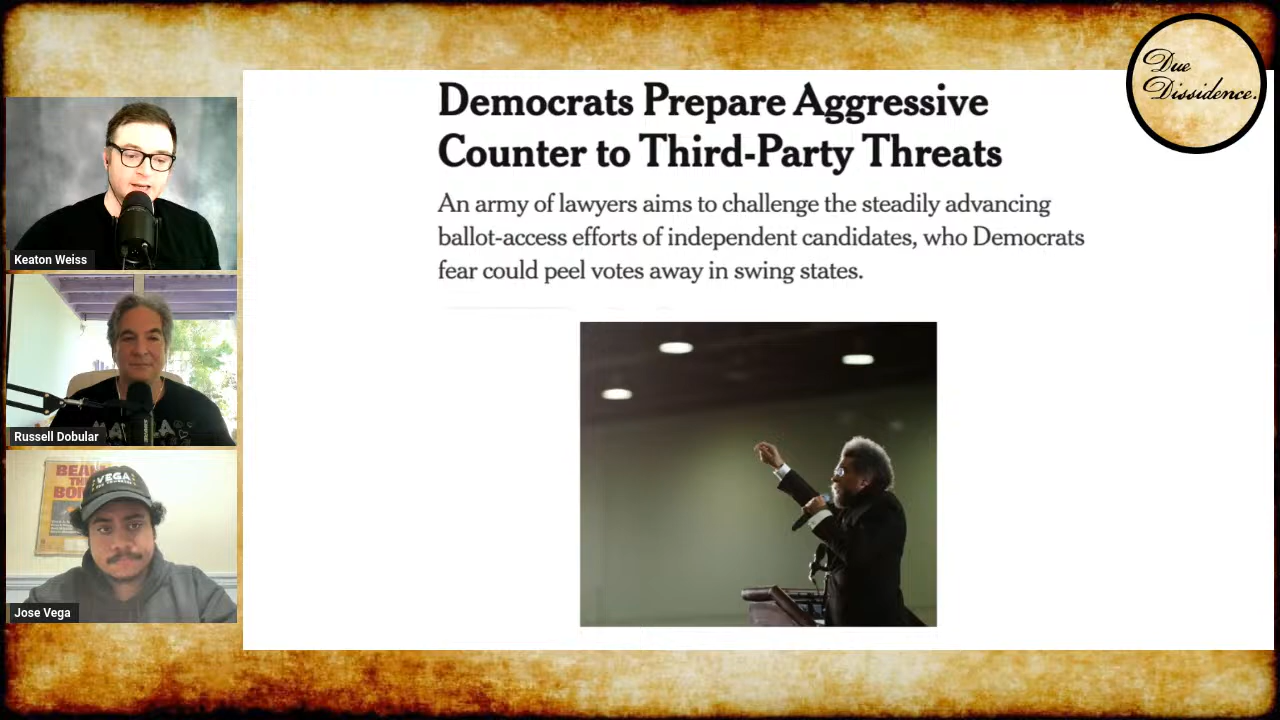 Due
Dissidence.
Democrats Prepare Aggressive
Counter to Third-Party Threats
An army of lawyers aims to challenge the steadily advancing
ballot-access efforts of independent candidates, who Democrats
fear could peel votes away in swing states.
Keaton Weiss
Russell Dobular
VEGA
Jose Vega